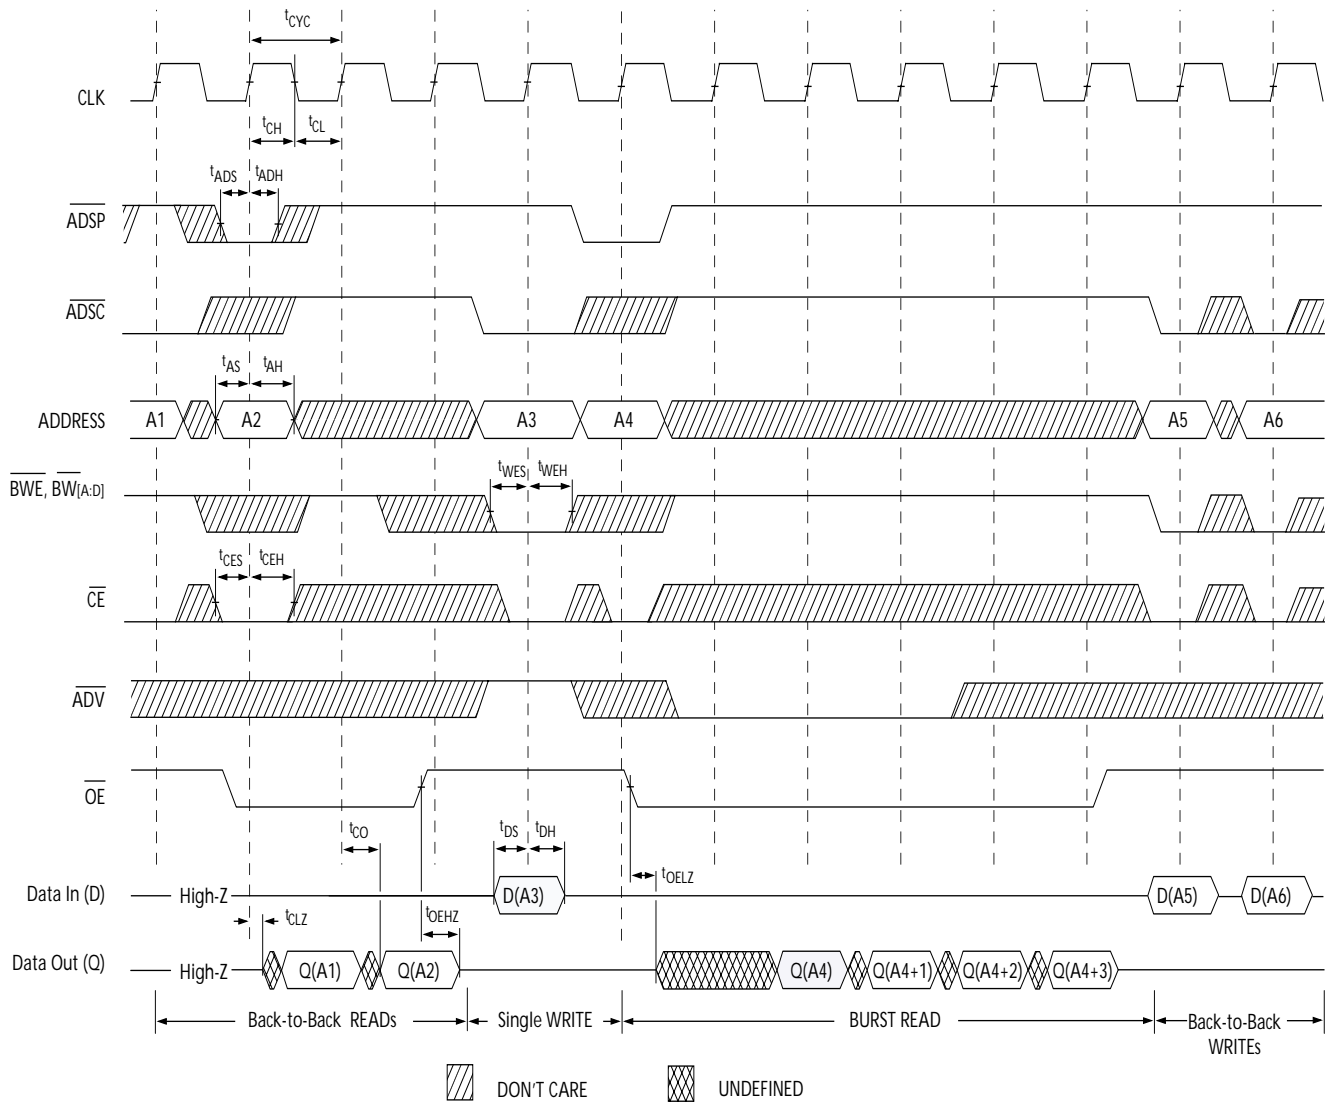 tCYC
CLK
tCH tCL
tADS tADH
ADSP
ADSC
tAS tAH
ADDRESS A1 A2 A3 A4 A5 A6
BWE, BW[A:D] tWES tWEH
tCES tCEH
CE
ADV
OE
tCO tDS tDH
tOELZ
Data In (D) High-Z D(A3) D(A5) D(A6)
tCLZ tOEHZ
Data Out (Q) High-Z Q(A1) Q(A2) Q(A4) Q(A4+1) Q(A4+2) Q(A4+3)
Back-to-Back READs Single WRITE BURST READ Back-to-Back
WRITEs
DON'T CARE UNDEFINED